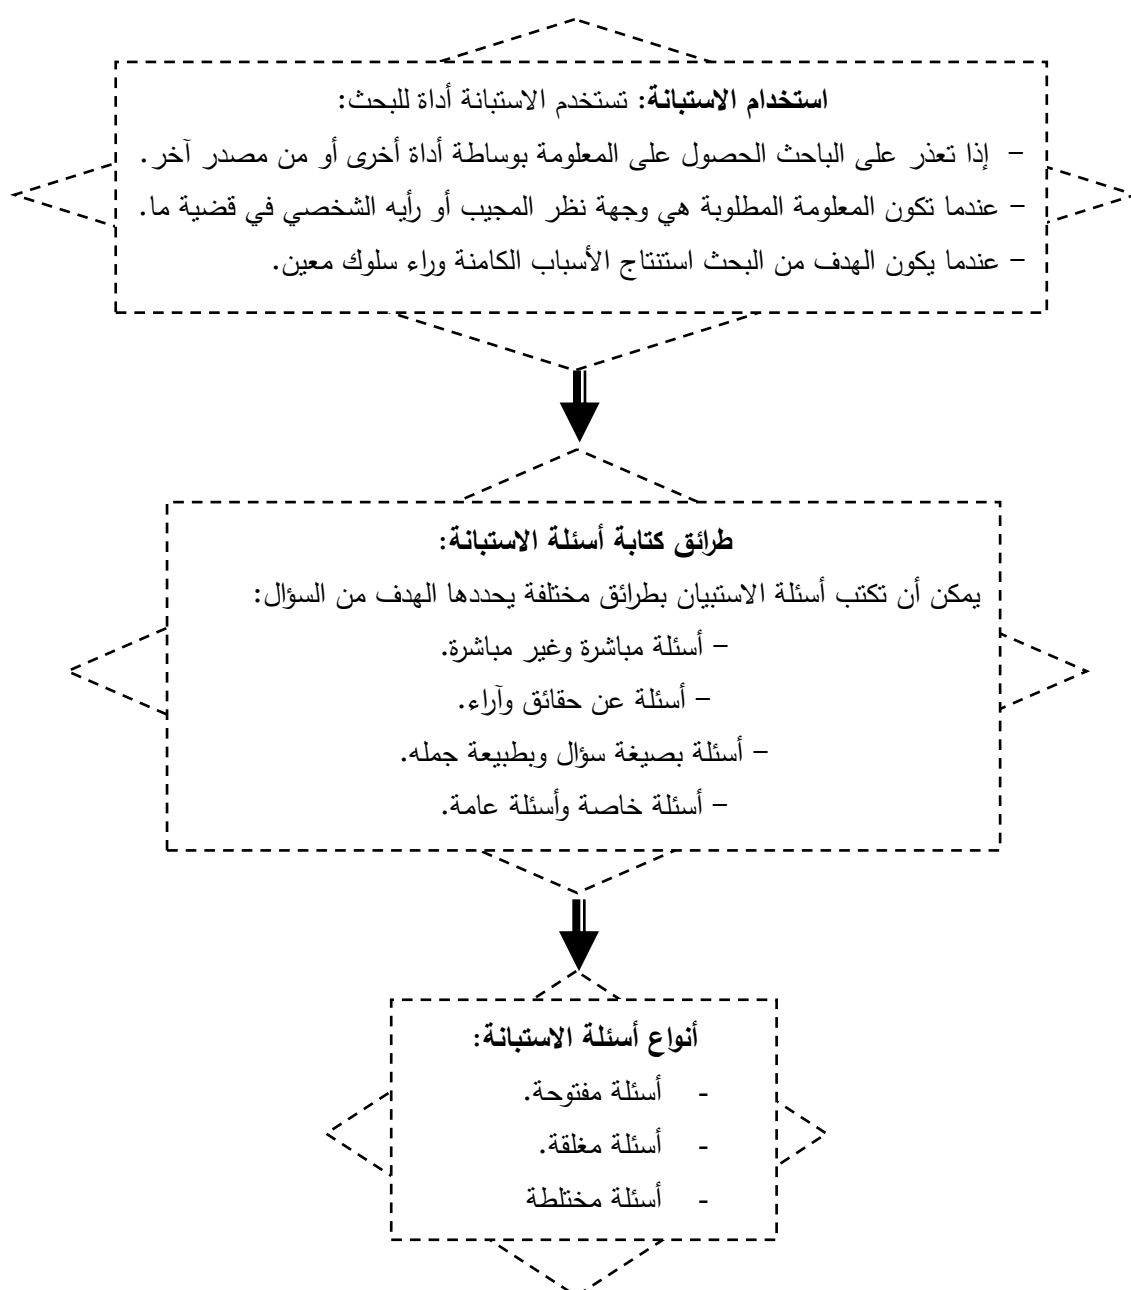 استخدام الاستبانة: تستخدم الاستبانة أداة للبحث:
– إذا تعذر على الباحث الحصول على المعلومة بوساطة أداة أخرى أو من مصدر آخر.
– عندما تكون المعلومة المطلوبة هي وجهة نظر المجيب أو رأيه الشخصي في قضية ما.
– عندما يكون الهدف من البحث استنتاج الأسباب الكامنة وراء سلوك معين.
طرائق كتابة أسئلة الاستبانة:
يمكن أن تكتب أسئلة الاستبيان بطرائق مختلفة يحددها الهدف من السؤال:
– أسئلة مباشرة وغير مباشرة.
– أسئلة عن حقائق وآراء.
– أسئلة بصيغة سؤال وبطبيعة جمله.
– أسئلة خاصة وأسئلة عامة.
أنواع أسئلة الاستبانة:
- أسئلة مفتوحة.
- أسئلة مغلقة.
- أسئلة مختلطة